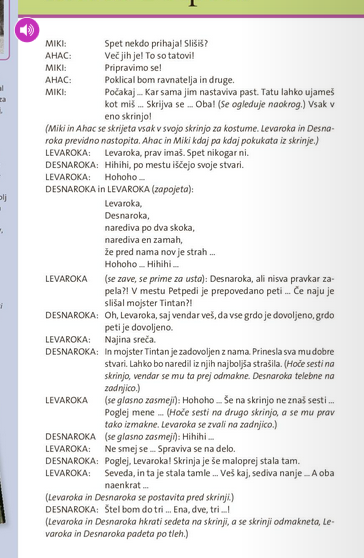 MIKI: Spet nekdo prihaja! Slišiš?
AHAC: Več jih je! To so tatovi!
MIKI: Pripravimo se!
AHAC: Poklical bom ravnatelja in druge.
MIKI: Počakaj ... Kar sama jim nastaviva past. Tatu lahko ujameš
kot miš ... Skrijva se ... Oba! (Se ogleduje naokrog.) Vsak v
eno skrinjo!
(Miki in Ahac se skrijeta vsak v svojo skrinjo za kostume. Levaroka in Desna-
roka previdno nastopita. Ahac in Miki kdaj pa kdaj pokukata iz skrinje.)
LEVAROKA: Levaroka, prav imaš. Spet nikogar ni.
DESNAROKA: Hihihi, po mestu iščejo svoje stvari.
LEVAROKA: Hohoho ...
DESNAROKA in LEVAROKA (zapojeta):
Levaroka,
Desnaroka,
narediva po dva skoka,
narediva en zamah,
že pred nama nov je strah ...
Hohoho ... Hihihi ...
LEVAROKA (se zave, se prime za usta): Desnaroka, ali nisva pravkar za-
pela?! V mestu Petpedi je prepovedano peti ... Če naju je
slišal mojster Tintan?!
DESNAROKA: Oh, Levaroka, saj vendar veš, da vse grdo je dovoljeno, grdo
peti je dovoljeno.
LEVAROKA: Najina sreča.
DESNAROKA: In mojster Tintan je zadovoljen z nama. Prinesla sva mu dobre
stvari. Lahko bo naredil iz njih najboljša strašila. (Hoče sesti na
skrinjo, vendar se mu ta prej odmakne. Desnaroka telebne na
zadnjico.)
LEVAROKA (se glasno zasmeji): Hohoho ... Še na skrinjo ne znaš sesti ...
Poglej mene ... (Hoče sesti na drugo skrinjo, a se mu prav
tako izmakne. Levaroka se zvali na zadnjico.)
DESNAROKA (se glasno zasmeji): Hihihi ...
LEVAROKA: Ne smej se ... Spraviva se na delo.
DESNAROKA: Poglej, Levaroka! Skrinja je še maloprej stala tam.
LEVAROKA: Seveda, in ta je stala tamle ... Veš kaj, sediva nanje ... A oba
naenkrat ...
(Levaroka in Desnaroka se postavita pred skrinji.)
DESNAROKA: Štel bom do tri ... Ena, dve, tri ...!
(Levaroka in Desnaroka hkrati sedeta na skrinji, a se skrinji odmakneta, Le-
varoka in Desnaroka padeta po tleh.)